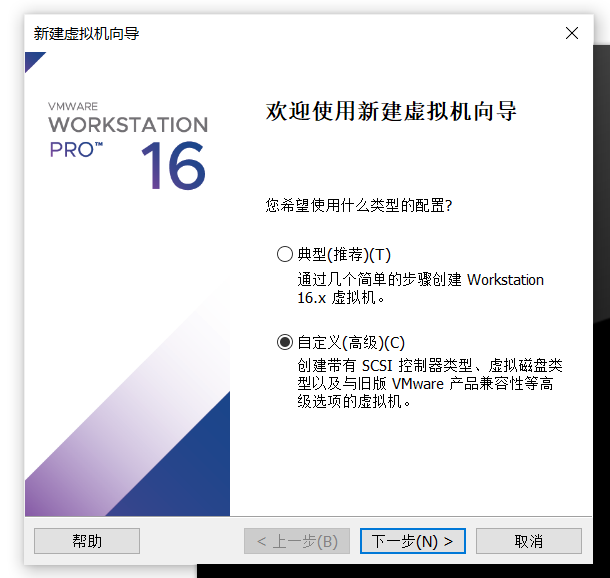 新建虚拟机向导
VMWARE
WORKSTATION
PRO™ 16
欢迎使用新建虚拟机向导
您希望使用什么类型的配置?
典型(推荐)(T)
通过几个简单的步骤创建 Workstation
16.x 虚拟机。
自定义(高级)(C)
创建带有 SCSI 控制器类型、虚拟磁盘类
型以及与旧版 VMware 产品兼容性等高
级选项的虚拟机。
帮助
< 上一步(B)
下一步(N) >
取消